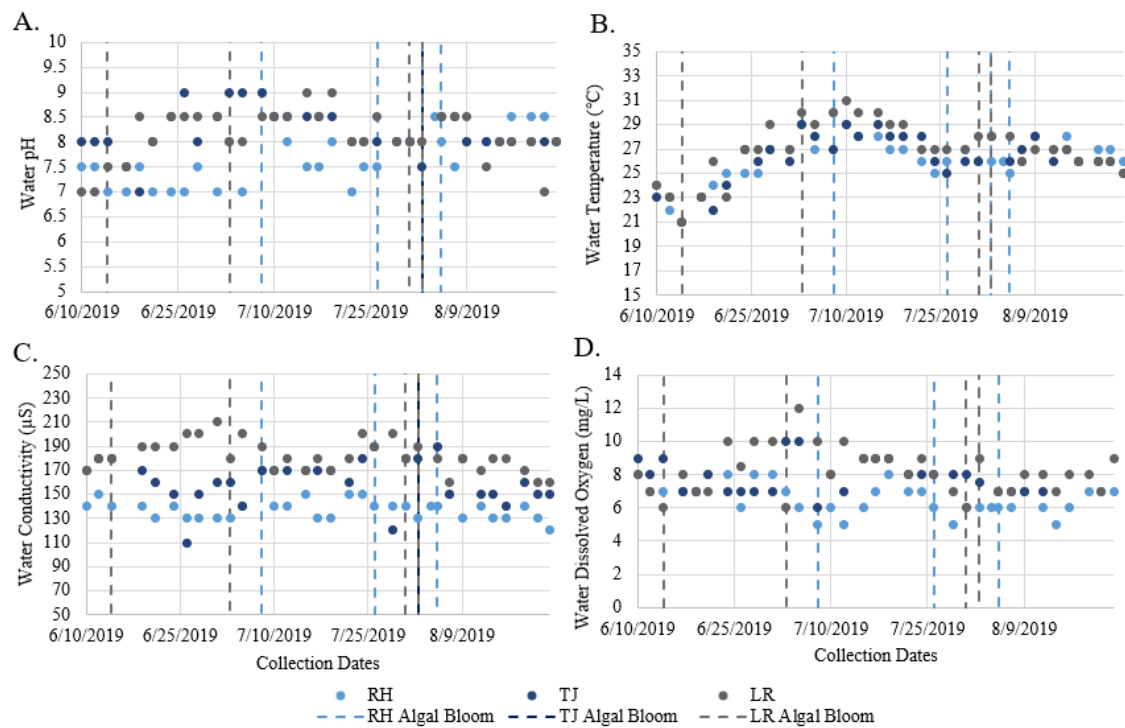 A.
10
9.5
9
8.5
8
7.5
7
6.5
6
5.5
5
Water pH
6/10/2019 6/25/2019 7/10/2019 7/25/2019 8/9/2019
B.
35
33
31
29
27
25
23
21
19
17
15
Water Temperature (°C)
6/10/2019 6/25/2019 7/10/2019 7/25/2019 8/9/2019
C.
250
230
210
190
170
150
130
110
90
70
50
Water Conductivity (µS)
6/10/2019 6/25/2019 7/10/2019 7/25/2019 8/9/2019
Collection Dates
D.
14
12
10
8
6
4
2
0
Water Dissolved Oxygen (mg/L)
6/10/2019 6/25/2019 7/10/2019 7/25/2019 8/9/2019
Collection Dates
RH TJ LR
RH Algal Bloom TJ Algal Bloom LR Algal Bloom